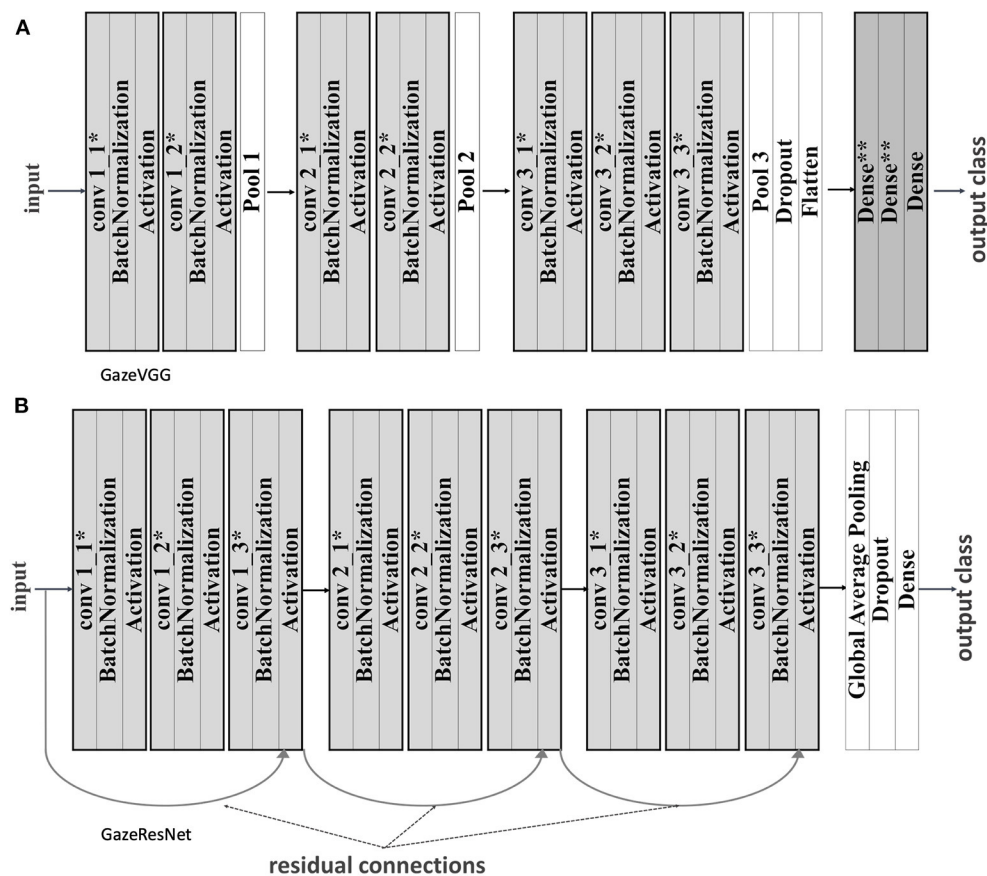 A
input
conv 1_1*
BatchNormalization
Activation
conv 1_2*
BatchNormalization
Activation
Pool 1
conv 2_1*
BatchNormalization
Activation
conv 2_2*
BatchNormalization
Activation
Pool 2
conv 3_1*
BatchNormalization
Activation
conv 3_2*
BatchNormalization
Activation
conv 3_3*
BatchNormalization
Activation
Pool 3
Dropout
Flatten
Dense**
Dense**
Dense
output class
GazeVGG
B
input
conv 1_1*
BatchNormalization
Activation
conv 1_2*
BatchNormalization
Activation
conv 1_3*
BatchNormalization
Activation
conv 2_1*
BatchNormalization
Activation
conv 2_2*
BatchNormalization
Activation
conv 2_3*
BatchNormalization
Activation
conv 3_1*
BatchNormalization
Activation
conv 3_2*
BatchNormalization
Activation
conv 3_3*
BatchNormalization
Activation
Global Average Pooling
Dropout
Dense
output class
GazeResNet
residual connections